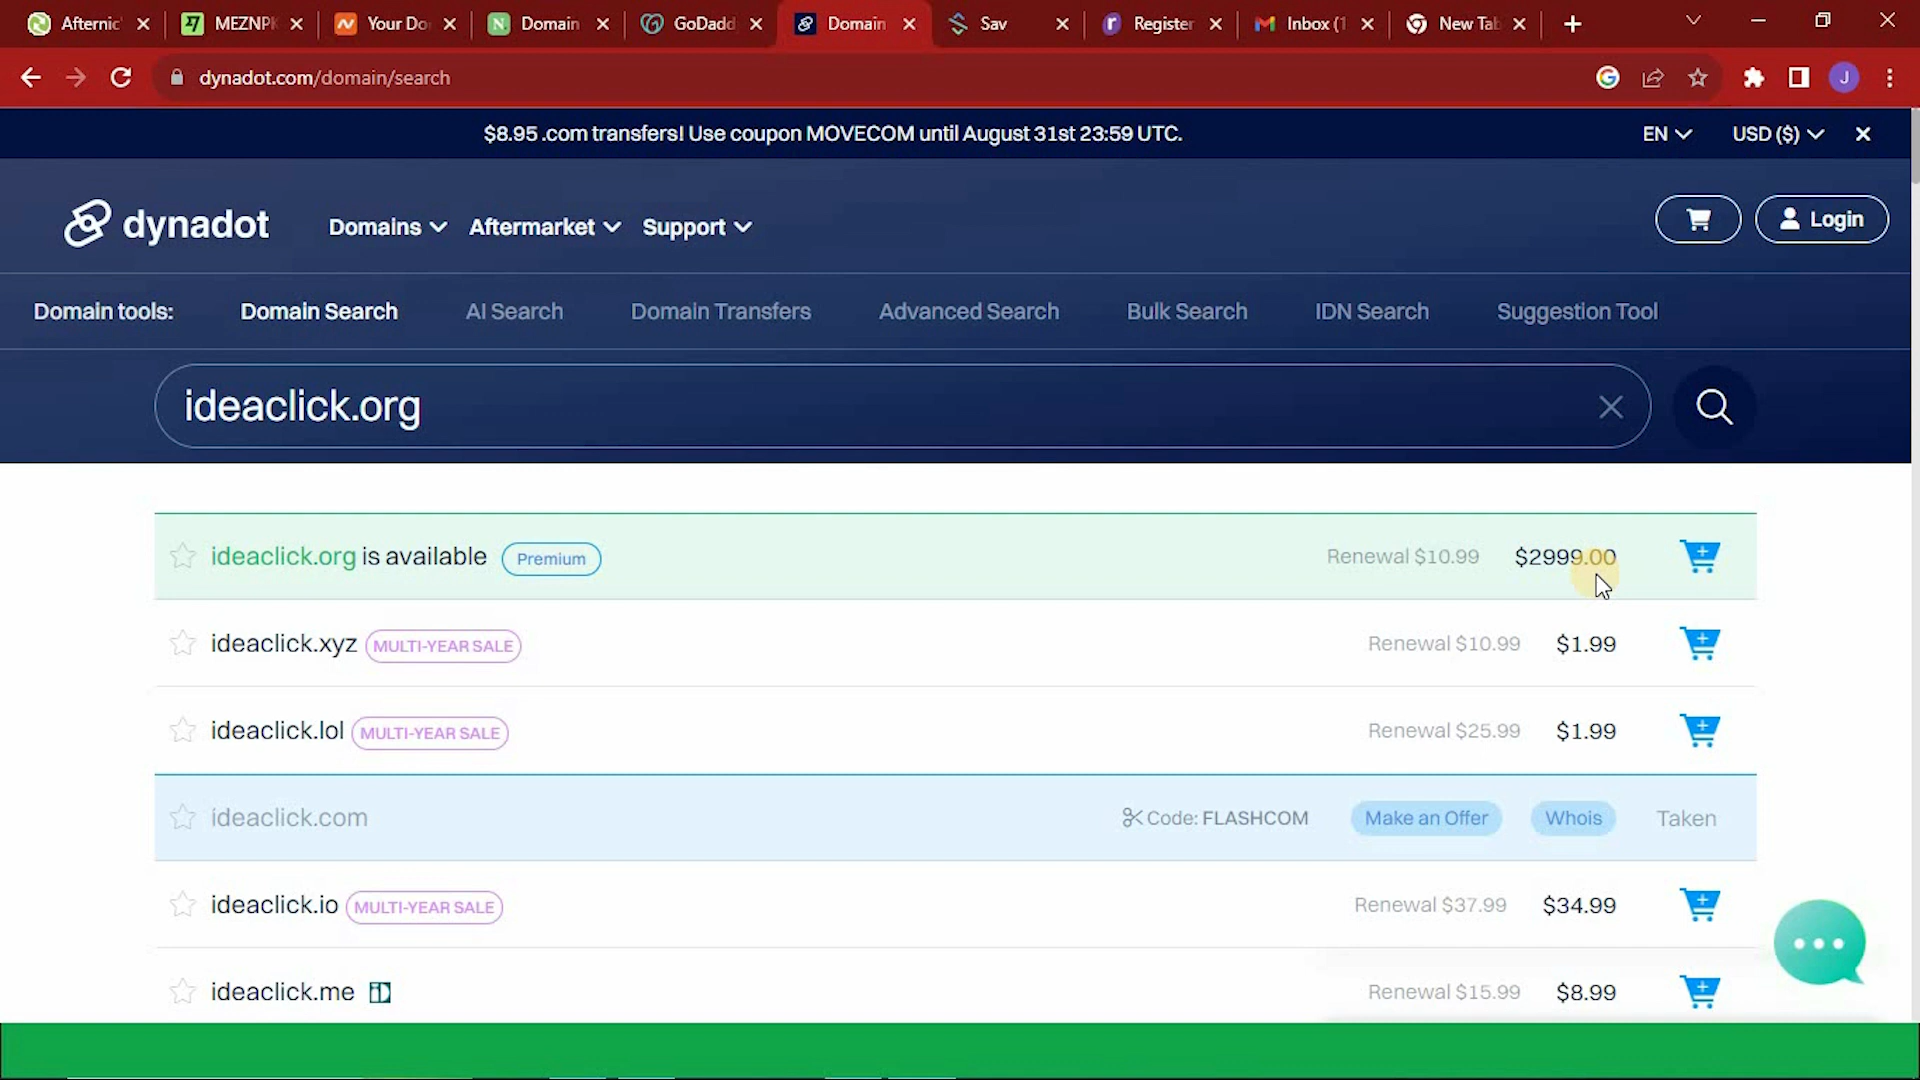 Afternic
MEZNPK
Your Do
Domain
GoDadd
Domain
Sav
Register
Inbox (1
New Tab
dynadot.com/domain/search
J
$8.95 .com transfers! Use coupon MOVECOM until August 31st 23:59 UTC.
EN
USD ($)
dynadot
Domains
Aftermarket
Support
Login
Domain tools:
Domain Search
AI Search
Domain Transfers
Advanced Search
Bulk Search
IDN Search
Suggestion Tool
ideaclick.org
ideaclick.org is available Premium Renewal $10.99 $2999.00
ideaclick.xyz MULTI-YEAR SALE Renewal $10.99 $1.99
ideaclick.lol MULTI-YEAR SALE Renewal $25.99 $1.99
ideaclick.com Code: FLASHCOM Make an Offer Whois Taken
ideaclick.io MULTI-YEAR SALE Renewal $37.99 $34.99
ideaclick.me Renewal $15.99 $8.99